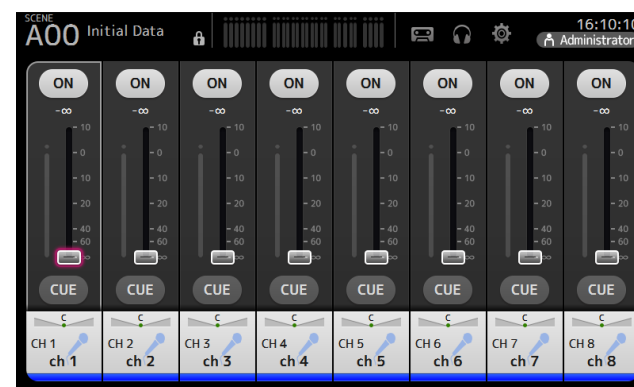 SCENE
A00 Initial Data
16:10:10
Administrator
ON ON ON ON ON ON ON ON
-∞ -∞ -∞ -∞ -∞ -∞ -∞ -∞
10 10 10 10 10 10 10 10
0 0 0 0 0 0 0 0
10 10 10 10 10 10 10 10
20 20 20 20 20 20 20 20
40 40 40 40 40 40 40 40
60 60 60 60 60 60 60 60
∞ ∞ ∞ ∞ ∞ ∞ ∞ ∞
CUE CUE CUE CUE CUE CUE CUE CUE
C C C C C C C C
CH 1 CH 2 CH 3 CH 4 CH 5 CH 6 CH 7 CH 8
ch 1 ch 2 ch 3 ch 4 ch 5 ch 6 ch 7 ch 8